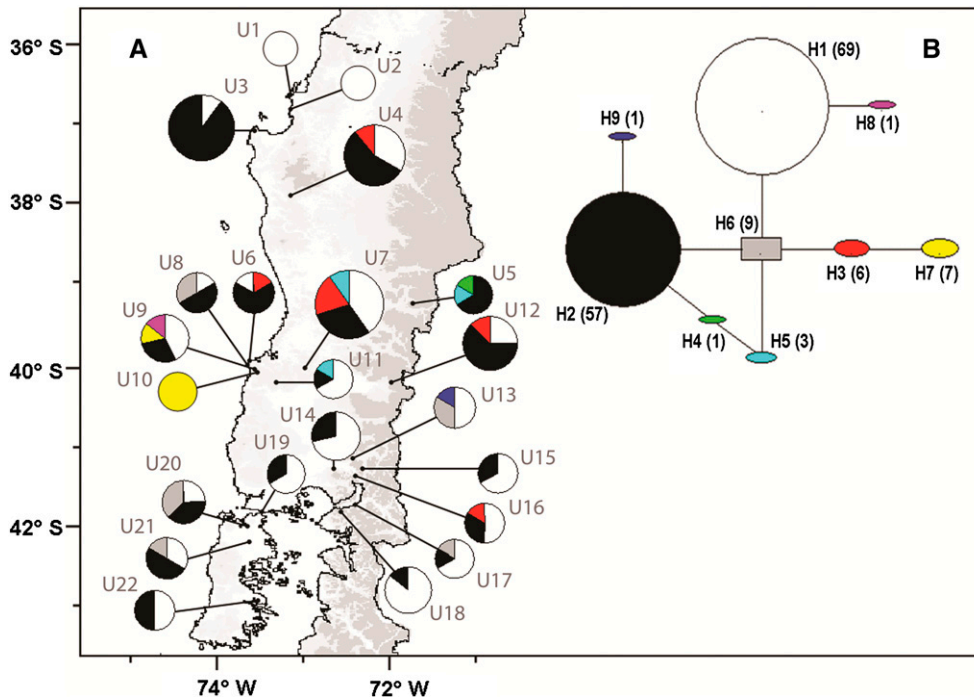 A
B
36° S
38° S
40° S
42° S
74° W
72° W
U1
U2
U3
U4
U5
U6
U7
U8
U9
U10
U11
U12
U13
U14
U15
U16
U17
U18
U19
U20
U21
U22
H1 (69)
H8 (1)
H9 (1)
H6 (9)
H3 (6)
H7 (7)
H2 (57)
H4 (1)
H5 (3)